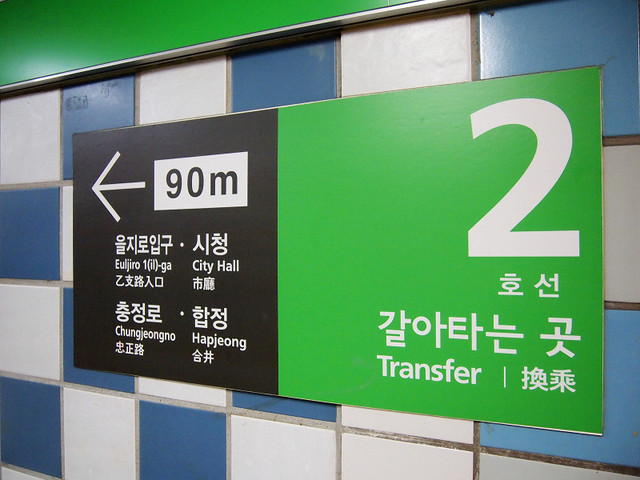 ← 90m
을지로입구 · 시청
Euljiro 1(il)-ga City Hall
乙支路入口 市廳
충정로 · 합정
Chungjeongno Hapjeong
忠正路 合井
2
호선
갈아타는 곳
Transfer | 換乘